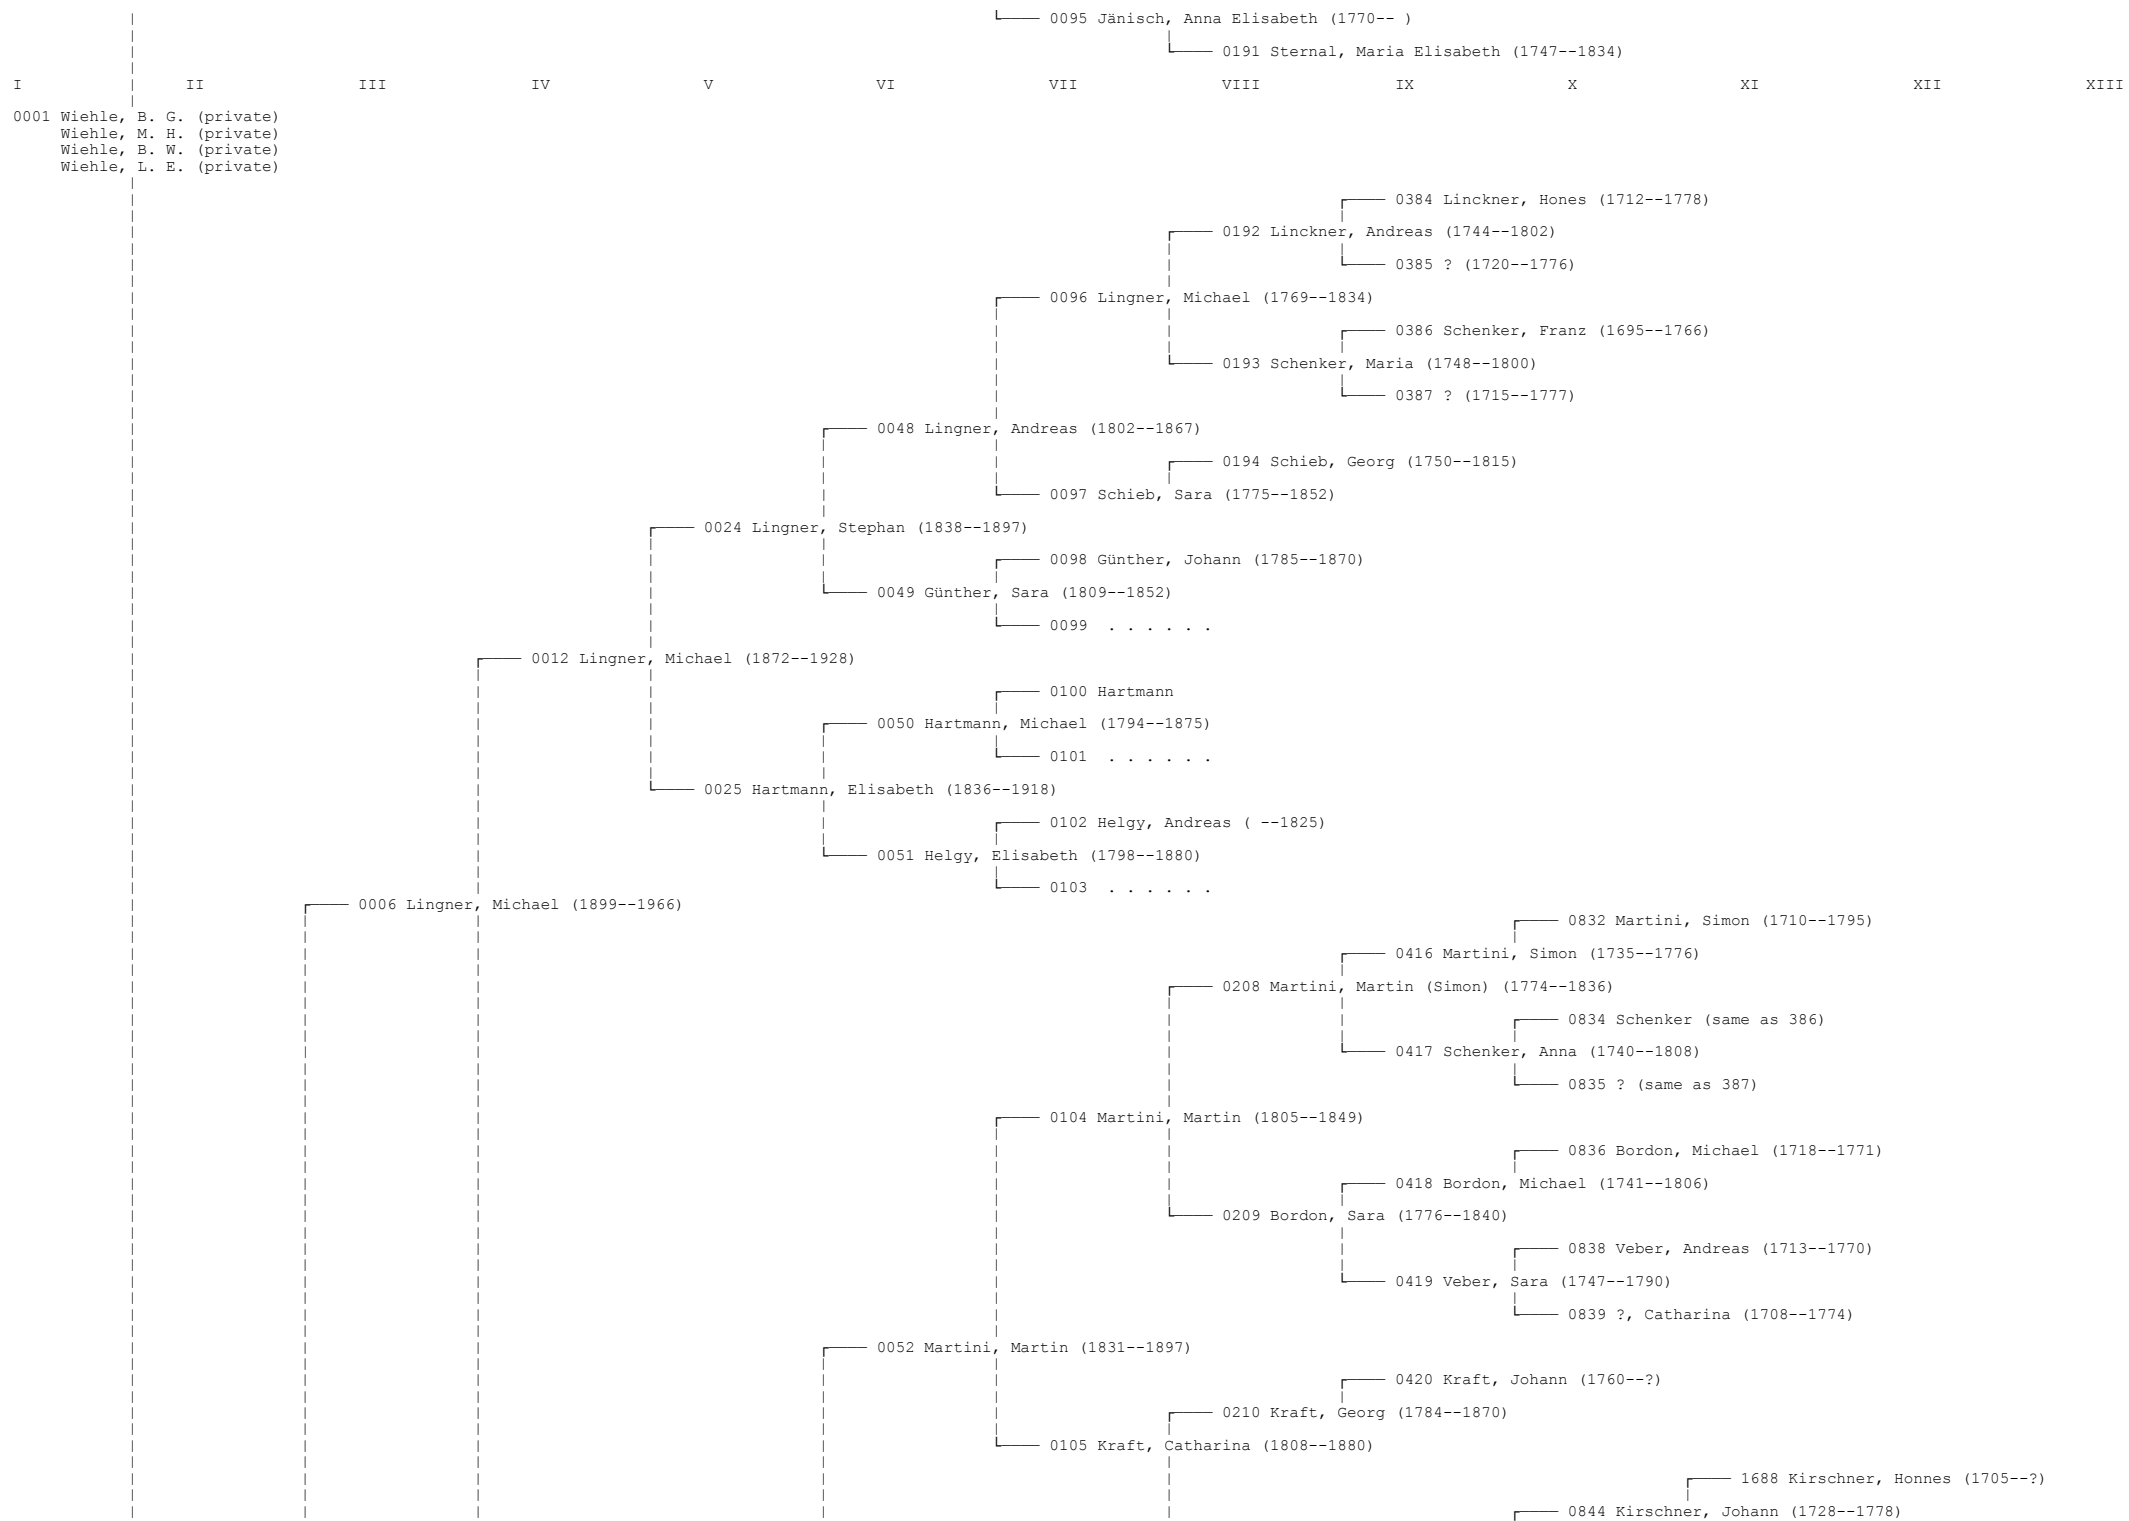 0095 Jänisch, Anna Elisabeth (1770-- )
0191 Sternal, Maria Elisabeth (1747--1834)
I II III IV V VI VII VIII IX X XI XII XIII
0001 Wiehle, B. G. (private)
Wiehle, M. H. (private)
Wiehle, B. W. (private)
Wiehle, L. E. (private)
0384 Linckner, Hones (1712--1778)
0192 Linckner, Andreas (1744--1802)
0385 ? (1720--1776)
0096 Lingner, Michael (1769--1834)
0386 Schenker, Franz (1695--1766)
0193 Schenker, Maria (1748--1800)
0387 ? (1715--1777)
0048 Lingner, Andreas (1802--1867)
0194 Schieb, Georg (1750--1815)
0097 Schieb, Sara (1775--1852)
0024 Lingner, Stephan (1838--1897)
0098 Günther, Johann (1785--1870)
0049 Günther, Sara (1809--1852)
0099 . . . . . .
0012 Lingner, Michael (1872--1928)
0100 Hartmann
0050 Hartmann, Michael (1794--1875)
0101 . . . . . .
0025 Hartmann, Elisabeth (1836--1918)
0102 Helgy, Andreas ( --1825)
0051 Helgy, Elisabeth (1798--1880)
0103 . . . . . .
0006 Lingner, Michael (1899--1966)
0832 Martini, Simon (1710--1795)
0416 Martini, Simon (1735--1776)
0208 Martini, Martin (Simon) (1774--1836)
0834 Schenker (same as 386)
0417 Schenker, Anna (1740--1808)
0835 ? (same as 387)
0104 Martini, Martin (1805--1849)
0836 Bordon, Michael (1718--1771)
0418 Bordon, Michael (1741--1806)
0209 Bordon, Sara (1776--1840)
0838 Veber, Andreas (1713--1770)
0419 Veber, Sara (1747--1790)
0839 ?, Catharina (1708--1774)
0052 Martini, Martin (1831--1897)
0420 Kraft, Johann (1760--?)
0210 Kraft, Georg (1784--1870)
0105 Kraft, Catharina (1808--1880)
1688 Kirschner, Honnes (1705--?)
0844 Kirschner, Johann (1728--1778)